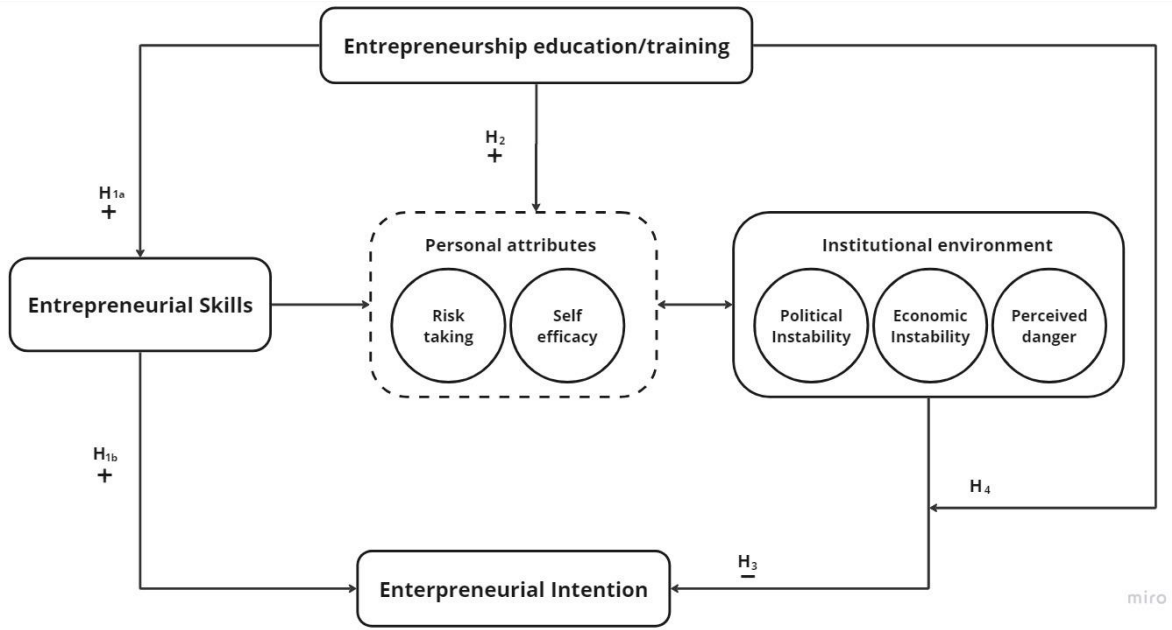 Entrepreneurship education/training
H₂
+
H₁ₐ
+
Personal attributes
Institutional environment
Entrepreneurial Skills
Risk
taking
Self
efficacy
Political
Instability
Economic
Instability
Perceived
danger
H₁b
+
H₄
H₃
−
Enterpreneurial Intention
miro